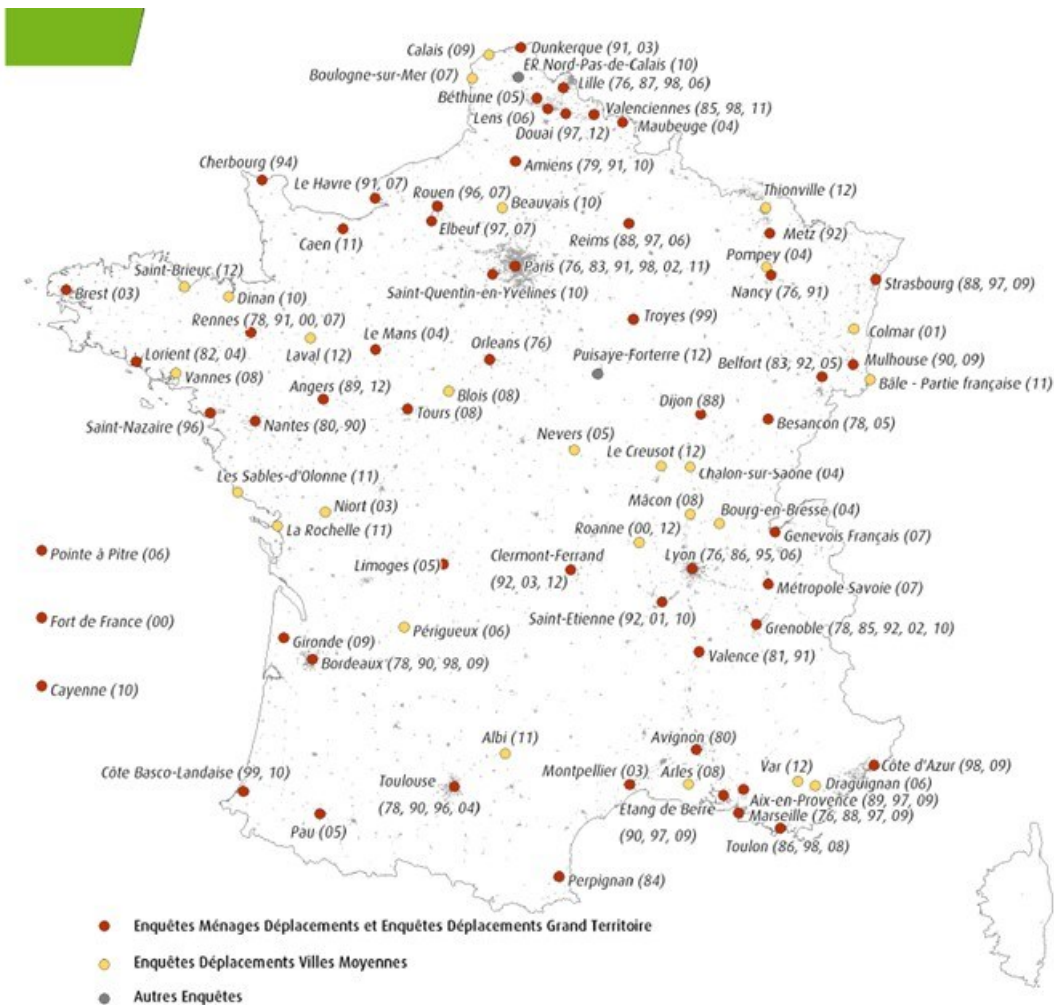 Calais (09)
Dunkerque (91, 03)
ER Nord-Pas-de-Calais (10)
Boulogne-sur-Mer (07)
Lille (76, 87, 98, 06)
Béthune (05)
Valenciennes (85, 98, 11)
Lens (06)
Maubeuge (04)
Douai (97, 12)
Amiens (79, 91, 10)
Cherbourg (94)
Le Havre (91, 07)
Rouen (96, 07)
Beauvais (10)
Thionville (12)
Elbeuf (97, 07)
Reims (88, 97, 06)
Metz (92)
Caen (11)
Pompey (04)
Paris (76, 83, 91, 98, 02, 11)
Saint-Brieuc (12)
Strasbourg (88, 97, 09)
Brest (03)
Dinan (10)
Saint-Quentin-en-Yvelines (10)
Nancy (76, 91)
Rennes (78, 91, 00, 07)
Troyes (99)
Le Mans (04)
Colmar (01)
Orleans (76)
Lorient (82, 04)
Laval (12)
Puisaye-Forterre (12)
Mulhouse (90, 09)
Belfort (83, 92, 05)
Vannes (08)
Bâle - Partie française (11)
Angers (89, 12)
Blois (08)
Dijon (88)
Tours (08)
Saint-Nazaire (96)
Nantes (80, 90)
Besancon (78, 05)
Nevers (05)
Le Creusot (12)
Chalon-sur-Saone (04)
Les Sables-d'Olonne (11)
Mâcon (08)
Niort (03)
Bourg-en-Bresse (04)
La Rochelle (11)
Roanne (00, 12)
Genevois Français (07)
Pointe à Pitre (06)
Clermont-Ferrand
(92, 03, 12)
Lyon (76, 86, 95, 06)
Limoges (05)
Métropole Savoie (07)
Fort de France (00)
Saint-Etienne (92, 01, 10)
Périgueux (06)
Grenoble (78, 85, 92, 02, 10)
Gironde (09)
Valence (81, 91)
Bordeaux (78, 90, 98, 09)
Cayenne (10)
Albi (11)
Avignon (80)
Côte Basco-Landaise (99, 10)
Toulouse
(78, 90, 96, 04)
Montpellier (03)
Arles (08)
Var (12)
Côte d'Azur (98, 09)
Draguignan (06)
Aix-en-Provence (89, 97, 09)
Etang de Berre
(90, 97, 09)
Marseille (76, 88, 97, 09)
Pau (05)
Toulon (86, 98, 08)
Perpignan (84)
Enquêtes Ménages Déplacements et Enquêtes Déplacements Grand Territoire
Enquêtes Déplacements Villes Moyennes
Autres Enquêtes